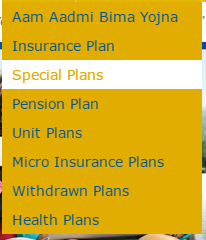 Aam Aadmi Bima Yojna
Insurance Plan
Special Plans
Pension Plan
Unit Plans
Micro Insurance Plans
Withdrawn Plans
Health Plans